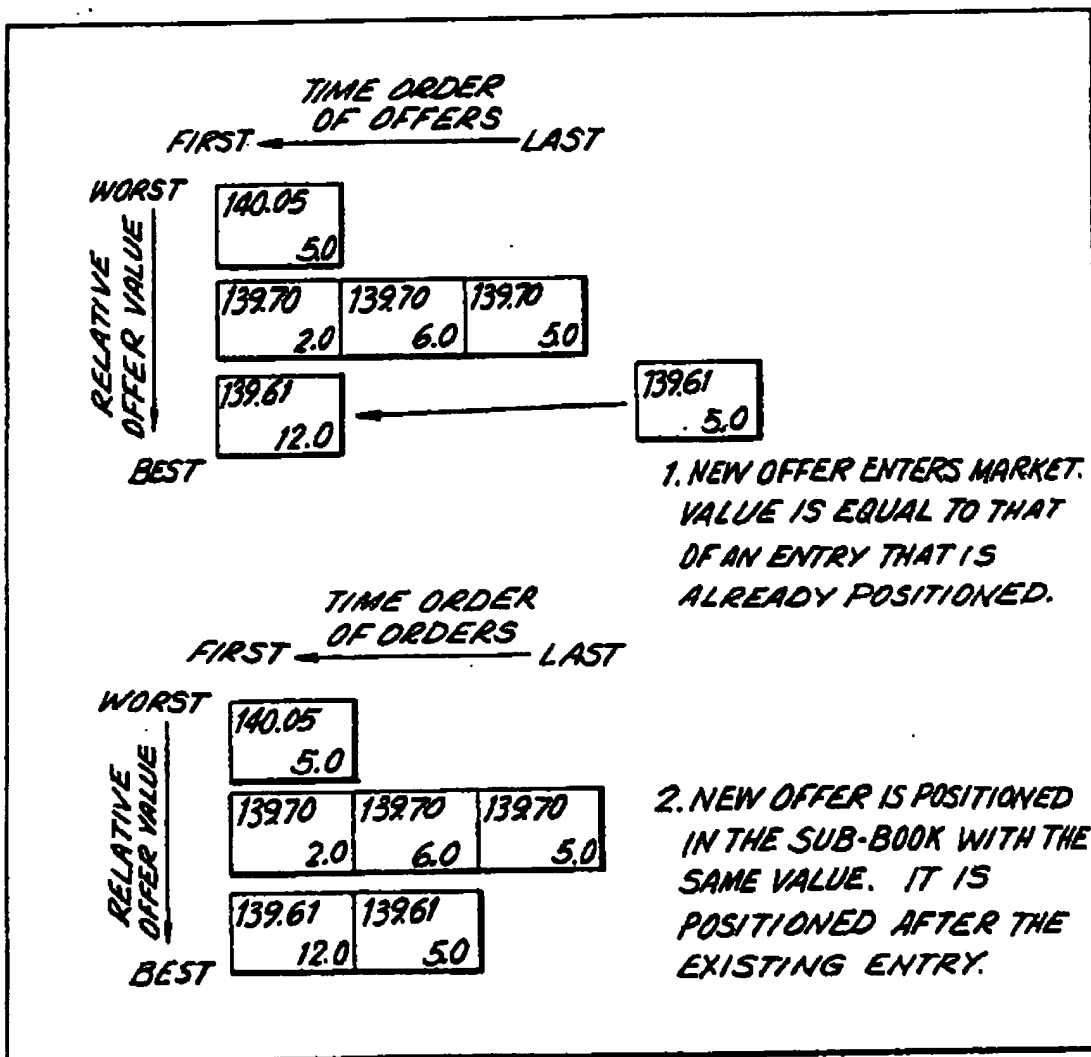 TIME ORDER
OF OFFERS
FIRST LAST
WORST
RELATIVE
OFFER VALUE
BEST
140.05
5.0
139.70 139.70 139.70
2.0 6.0 5.0
139.61
12.0
139.61
5.0
1. NEW OFFER ENTERS MARKET.
VALUE IS EQUAL TO THAT
OF AN ENTRY THAT IS
ALREADY POSITIONED.
TIME ORDER
OF ORDERS
FIRST LAST
WORST
RELATIVE
OFFER VALUE
BEST
140.05
5.0
139.70 139.70 139.70
2.0 6.0 5.0
139.61 139.61
12.0 5.0
2. NEW OFFER IS POSITIONED
IN THE SUB-BOOK WITH THE
SAME VALUE. IT IS
POSITIONED AFTER THE
EXISTING ENTRY.